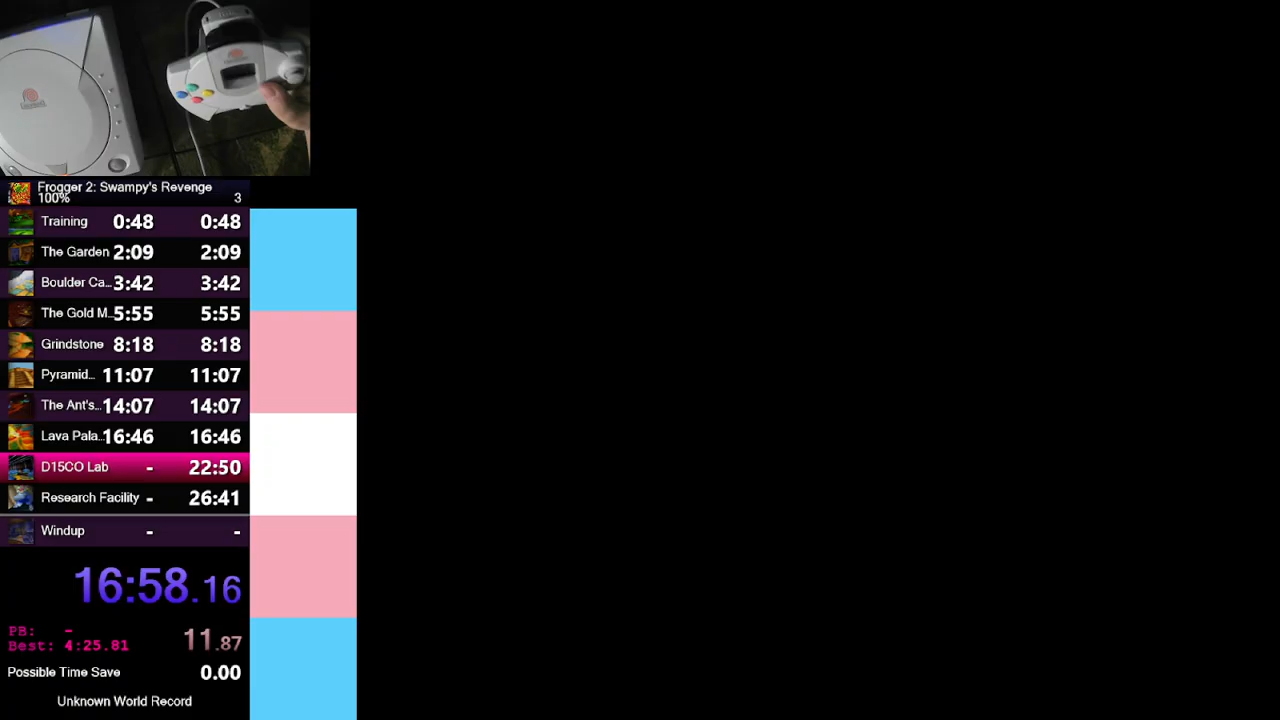 Frogger 2: Swampy's Revenge
100% 3
Training 0:48 0:48
The Garden 2:09 2:09
Boulder Ca... 3:42 3:42
The Gold M... 5:55 5:55
Grindstone 8:18 8:18
Pyramid... 11:07 11:07
The Ant's... 14:07 14:07
Lava Pala... 16:46 16:46
D15CO Lab - 22:50
Research Facility - 26:41
Windup - -
16:58.16
PB: -
Best: 4:25.81 11.87
Possible Time Save 0.00
Unknown World Record